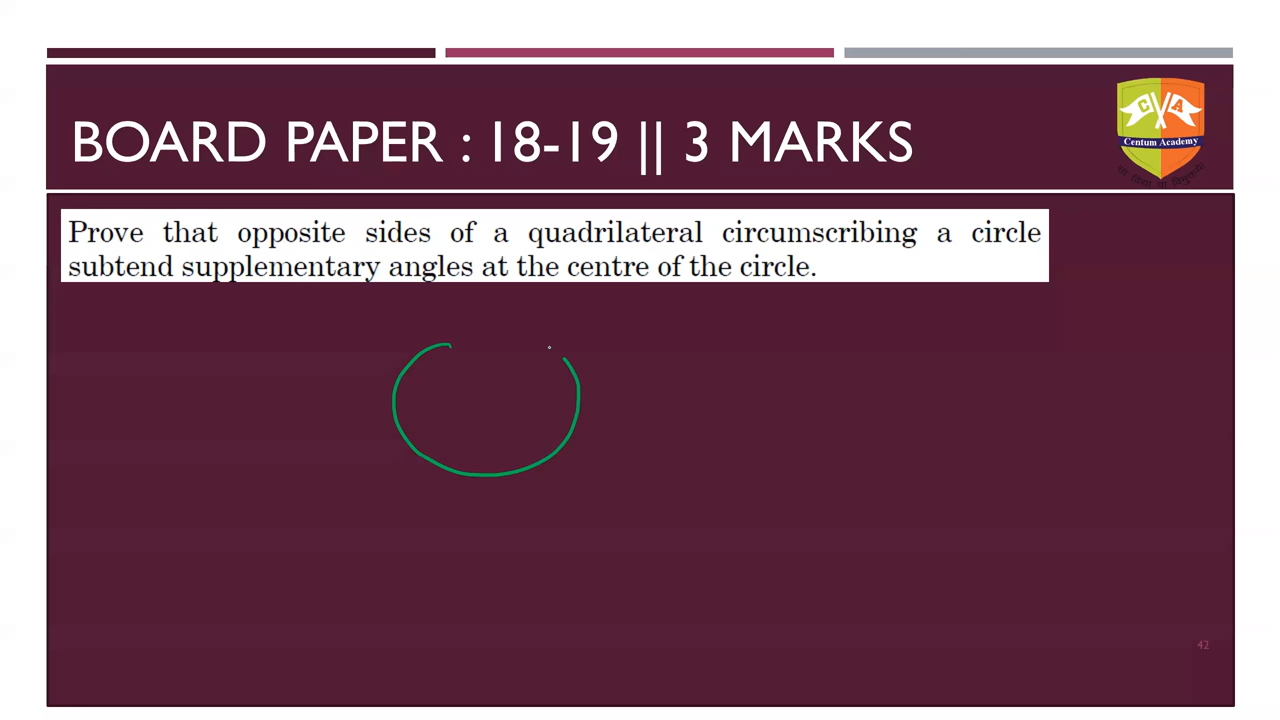 BOARD PAPER : 18-19 || 3 MARKS
C A
Centum Academy
Prove that opposite sides of a quadrilateral circumscribing a circle
subtend supplementary angles at the centre of the circle.
42